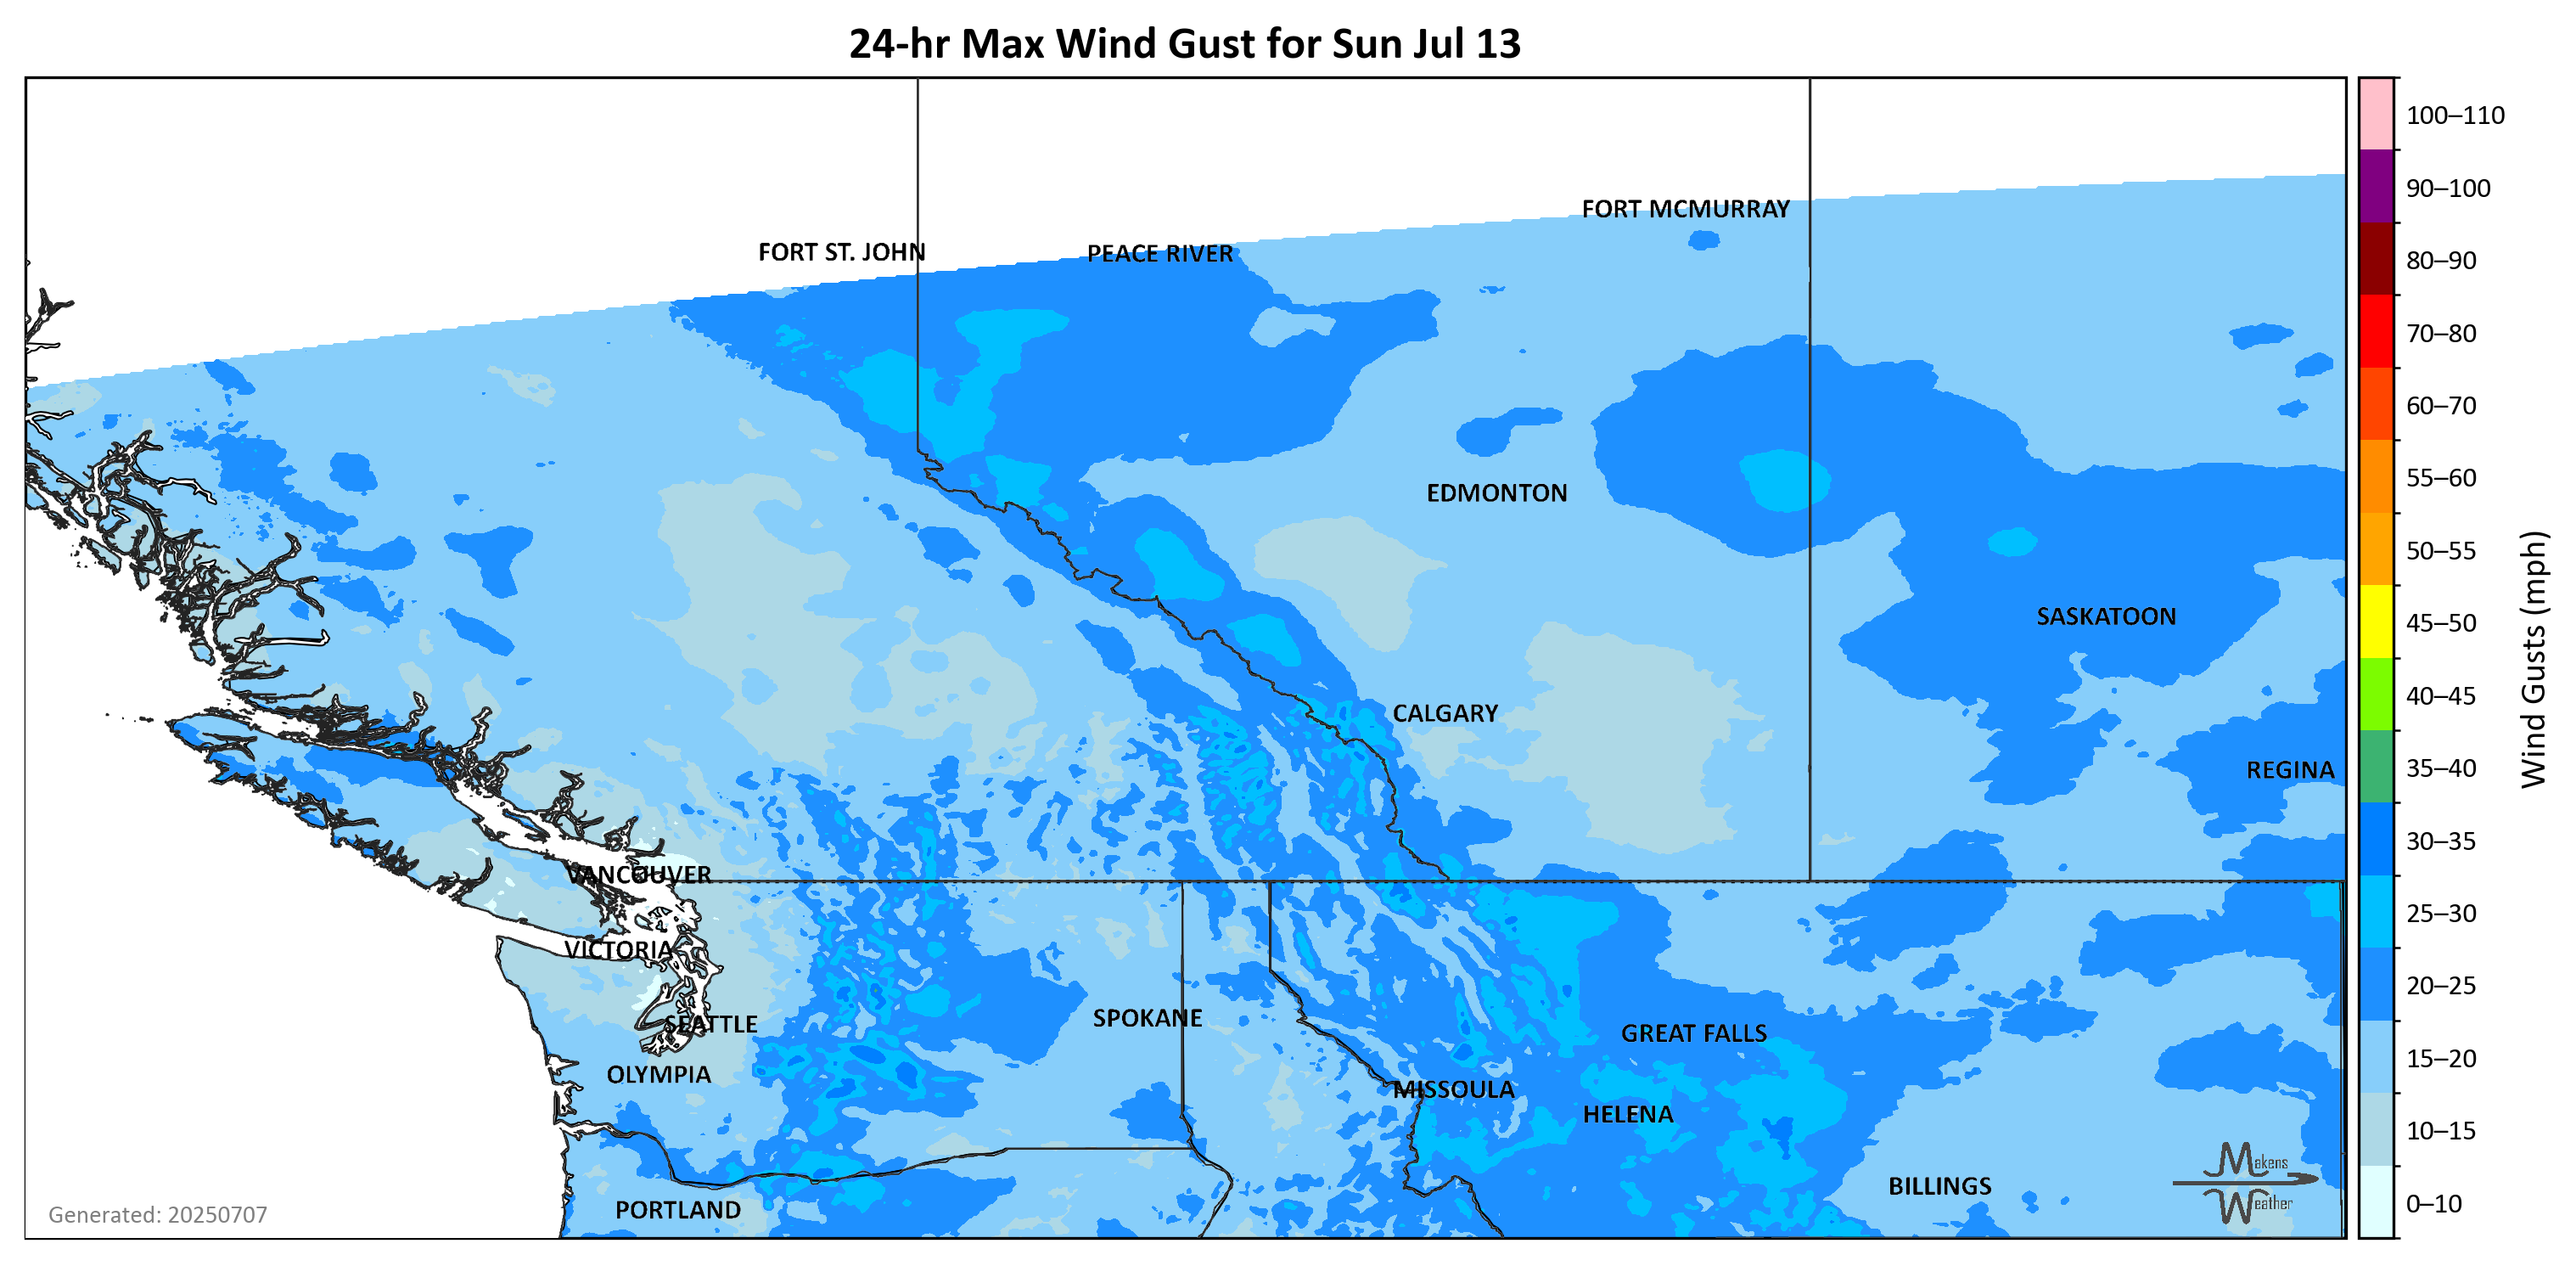 24-hr Max Wind Gust for Sun Jul 13
100–110
FORT MCMURRAY
90–100
FORT ST. JOHN
PEACE RIVER
80–90
70–80
60–70
EDMONTON
55–60
50–55
SASKATOON
45–50
Wind Gusts (mph)
CALGARY
40–45
REGINA
35–40
VANCOUVER
30–35
VICTORIA
25–30
SEATTLE
SPOKANE
GREAT FALLS
20–25
OLYMPIA
MISSOULA
HELENA
15–20
10–15
Makens
Weather
BILLINGS
PORTLAND
Generated: 20250707
0–10